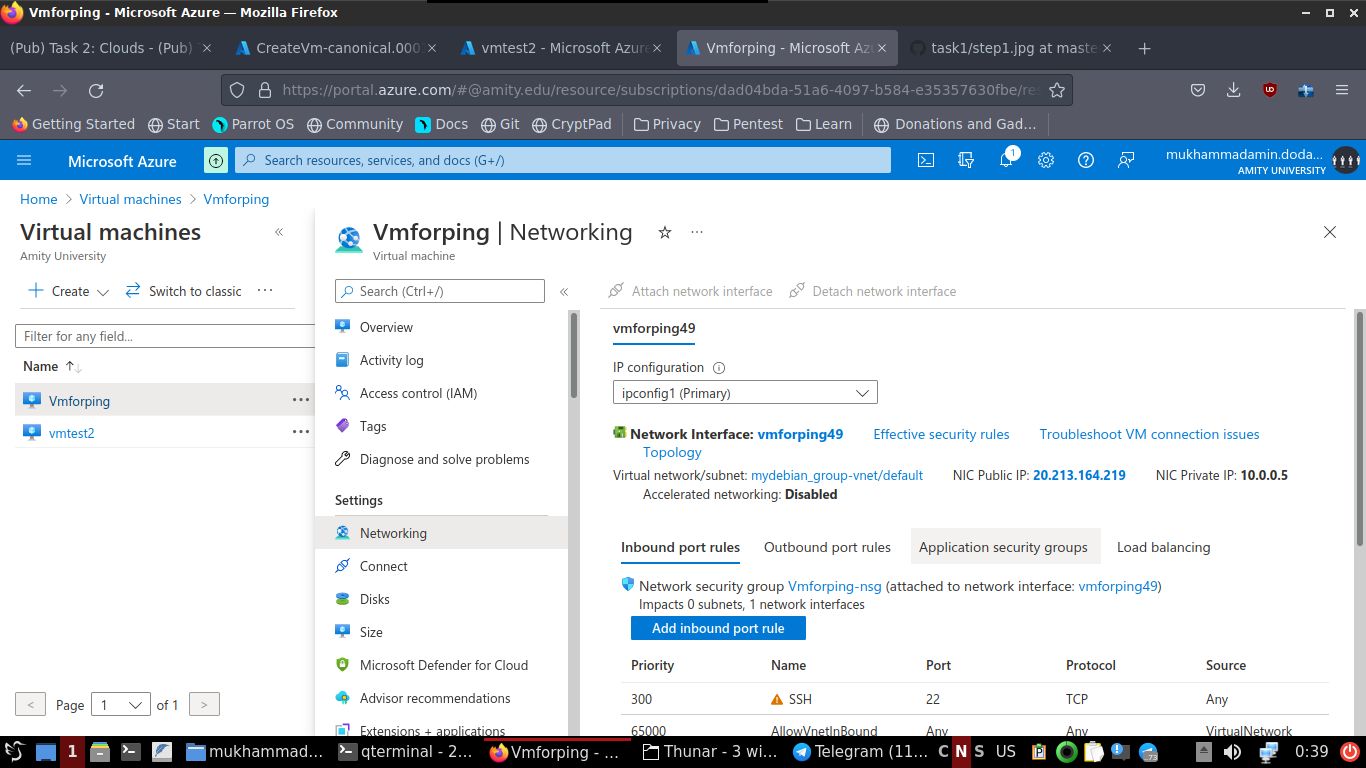 Vmforping - Microsoft Azure — Mozilla Firefox
(Pub) Task 2: Clouds - (Pub)
CreateVm-canonical.000
vmtest2 - Microsoft Azure
Vmforping - Microsoft Az
task1/step1.jpg at maste
https://portal.azure.com/#@amity.edu/resource/subscriptions/dad04bda-51a6-4097-b584-e35357630fbe/re
Getting Started
Start
Parrot OS
Community
Docs
Git
CryptPad
Privacy
Pentest
Learn
Donations and Gad...
Microsoft Azure
Search resources, services, and docs (G+/)
1
mukhammadamin.doda...
AMITY UNIVERSITY
Home > Virtual machines > Vmforping
Virtual machines
«
Amity University
+ Create
Switch to classic
...
Filter for any field...
Name ↑↓
Vmforping
...
vmtest2
...
< Page 1 of 1 >
Vmforping | Networking
...
Virtual machine
Search (Ctrl+/)
«
Overview
Activity log
Access control (IAM)
Tags
Diagnose and solve problems
Settings
Networking
Connect
Disks
Size
Microsoft Defender for Cloud
Advisor recommendations
Extensions + applications
Attach network interface
Detach network interface
vmforping49
IP configuration
ipconfig1 (Primary)
Network Interface: vmforping49
Effective security rules
Troubleshoot VM connection issues
Topology
Virtual network/subnet: mydebian_group-vnet/default
NIC Public IP: 20.213.164.219
NIC Private IP: 10.0.0.5
Accelerated networking: Disabled
Inbound port rules
Outbound port rules
Application security groups
Load balancing
Network security group Vmforping-nsg (attached to network interface: vmforping49)
Impacts 0 subnets, 1 network interfaces
Add inbound port rule
Priority Name Port Protocol Source
300 SSH 22 TCP Any
65000 AllowVnetInBound Any Any VirtualNetwork
1
mukhammad...
qterminal - 2...
Vmforping - ...
Thunar - 3 wi...
Telegram (11...
C N S
US
73
0:39